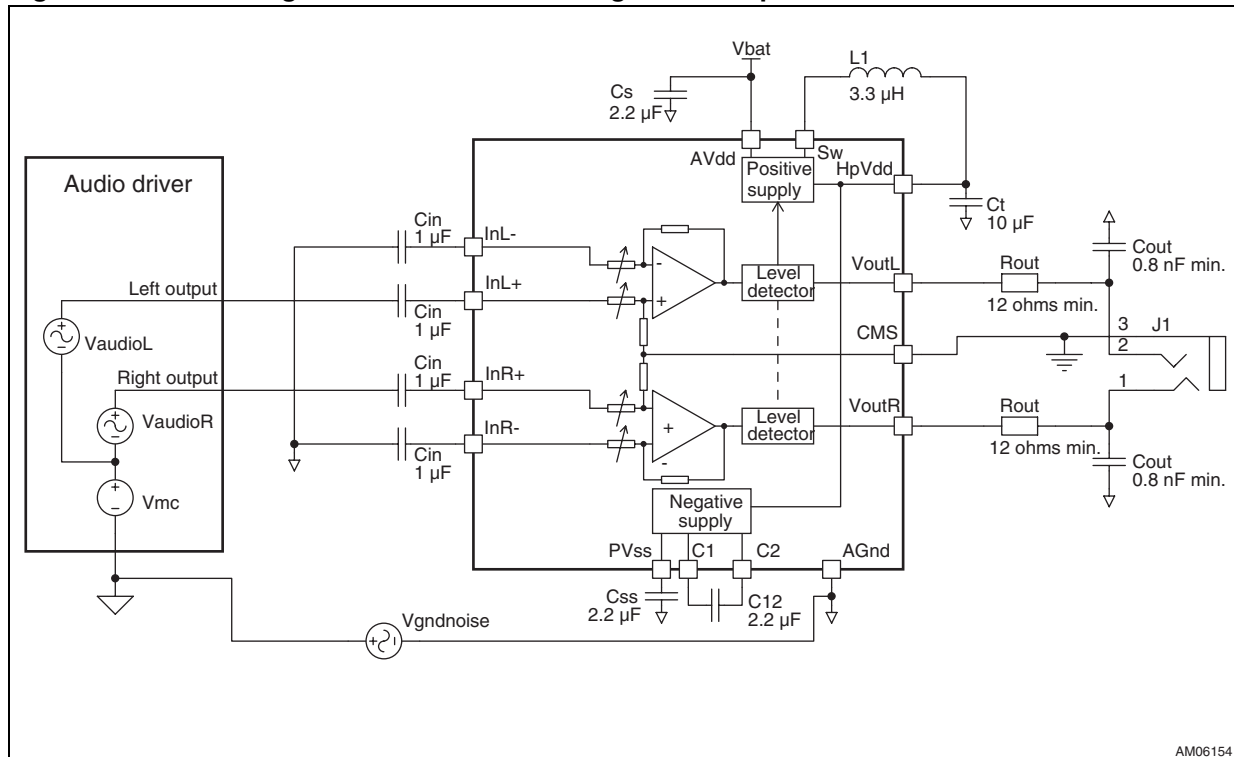 Vbat
L1
3.3 µH
Cs
2.2 µF
AVdd
Sw
Positive
supply
HpVdd
Ct
10 µF
Audio driver
Cin
1 µF
InL-
Left output
Cin
1 µF
InL+
-
+
Level
detector
VoutL
Rout
12 ohms min.
Cout
0.8 nF min.
VaudioL
CMS
3
J1
2
Right output
Cin
1 µF
InR+
1
VaudioR
Cin
1 µF
InR-
+
-
Level
detector
VoutR
Rout
12 ohms min.
Cout
0.8 nF min.
Vmc
Negative
supply
PVss
C1
C2
AGnd
Css
2.2 µF
C12
2.2 µF
Vgndnoise
AM06154